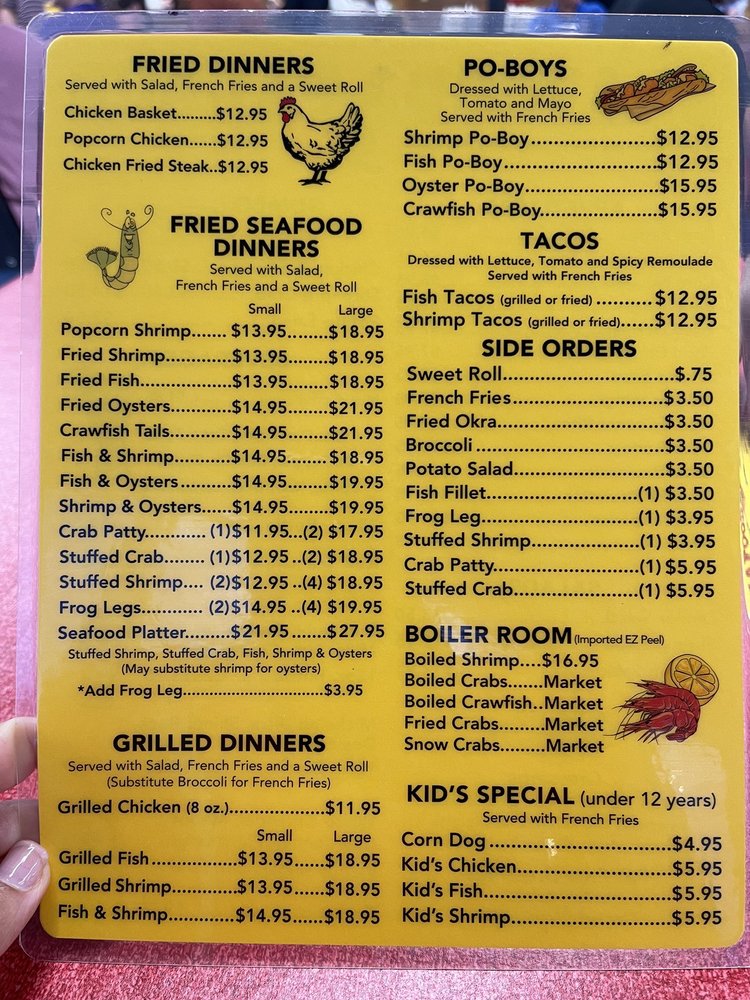 FRIED DINNERS
Served with Salad, French Fries and a Sweet Roll
Chicken Basket.........$12.95
Popcorn Chicken......$12.95
Chicken Fried Steak..$12.95
FRIED SEAFOOD
DINNERS
Served with Salad,
French Fries and a Sweet Roll
Small Large
Popcorn Shrimp....... $13.95........$18.95
Fried Shrimp.............$13.95........$18.95
Fried Fish..................$13.95........$18.95
Fried Oysters............$14.95........$21.95
Crawfish Tails............$14.95........$21.95
Fish & Shrimp...........$14.95........$18.95
Fish & Oysters ..........$14.95........$19.95
Shrimp & Oysters......$14.95........$19.95
Crab Patty............ (1)$11.95...(2) $17.95
Stuffed Crab........ (1)$12.95 ..(2) $18.95
Stuffed Shrimp.... (2)$12.95 ..(4) $18.95
Frog Legs............ (2)$14.95 ..(4) $19.95
Seafood Platter.........$21.95.......$27.95
Stuffed Shrimp, Stuffed Crab, Fish, Shrimp & Oysters
(May substitute shrimp for oysters)
*Add Frog Leg................................$3.95
GRILLED DINNERS
Served with Salad, French Fries and a Sweet Roll
(Substitute Broccoli for French Fries)
Grilled Chicken (8 oz.)......................$11.95
Small Large
Grilled Fish................$13.95......$18.95
Grilled Shrimp............$13.95......$18.95
Fish & Shrimp............$14.95......$18.95
PO-BOYS
Dressed with Lettuce,
Tomato and Mayo
Served with French Fries
Shrimp Po-Boy.......................$12.95
Fish Po-Boy............................$12.95
Oyster Po-Boy.........................$15.95
Crawfish Po-Boy......................$15.95
TACOS
Dressed with Lettuce, Tomato and Spicy Remoulade
Served with French Fries
Fish Tacos (grilled or fried) ..........$12.95
Shrimp Tacos (grilled or fried)......$12.95
SIDE ORDERS
Sweet Roll................................$.75
French Fries.............................$3.50
Fried Okra................................$3.50
Broccoli ...................................$3.50
Potato Salad.............................$3.50
Fish Fillet............................(1) $3.50
Frog Leg.............................(1) $3.95
Stuffed Shrimp....................(1) $3.95
Crab Patty...........................(1) $5.95
Stuffed Crab.......................(1) $5.95
BOILER ROOM (Imported EZ Peel)
Boiled Shrimp....$16.95
Boiled Crabs.......Market
Boiled Crawfish..Market
Fried Crabs.........Market
Snow Crabs.........Market
KID'S SPECIAL (under 12 years)
Served with French Fries
Corn Dog ..................................$4.95
Kid's Chicken.............................$5.95
Kid's Fish...................................$5.95
Kid's Shrimp..............................$5.95